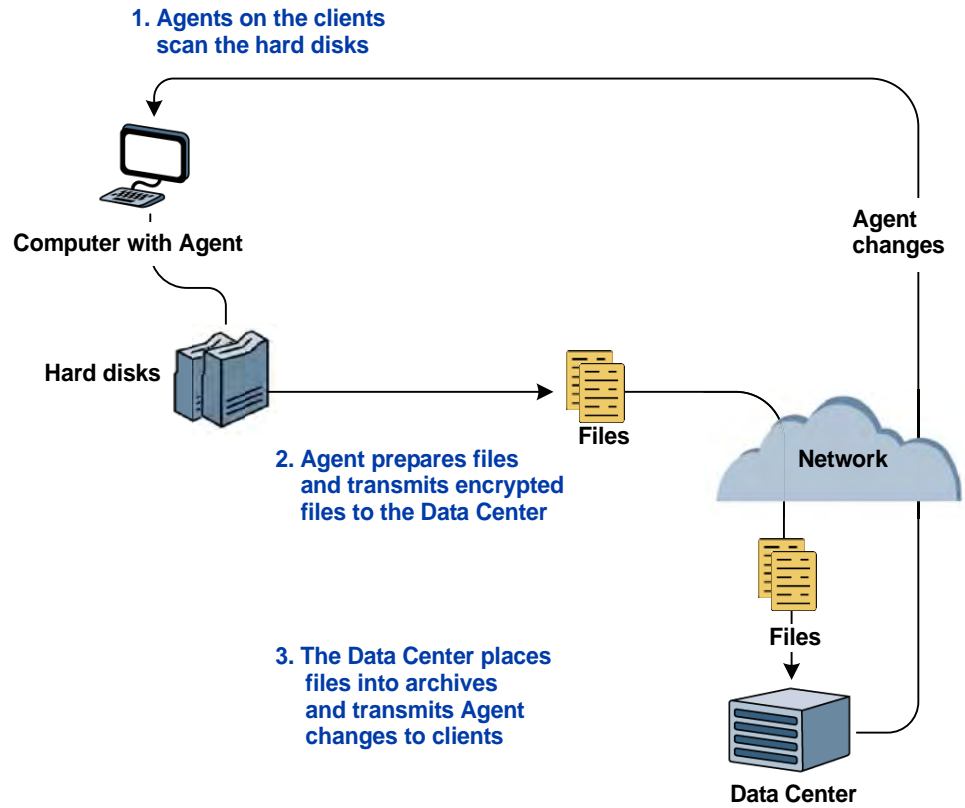 1. Agents on the clients
scan the hard disks
Computer with Agent
Agent
changes
Hard disks
Files
Network
2. Agent prepares files
and transmits encrypted
files to the Data Center
Files
3. The Data Center places
files into archives
and transmits Agent
changes to clients
Data Center